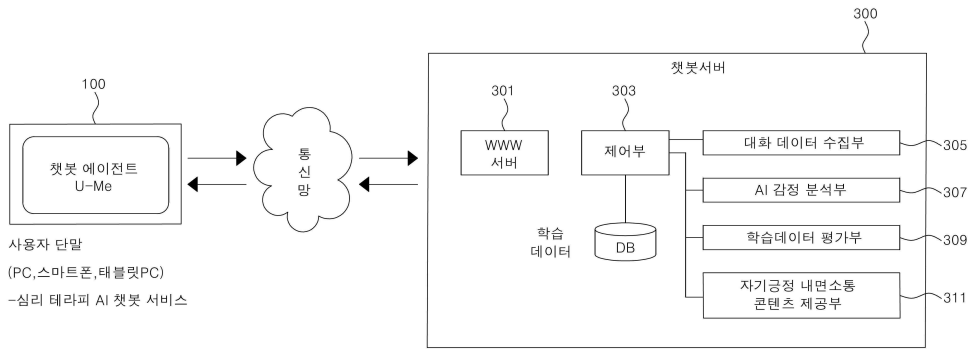 300
챗봇서버
100
301
303
챗봇 에이전트
U-Me
통
신
망
WWW
서버
제어부
대화 데이터 수집부
305
AI 감정 분석부
307
학습
데이터
DB
학습데이터 평가부
309
자기긍정 내면소통
콘텐츠 제공부
311
사용자 단말
(PC,스마트폰,태블릿PC)
-심리 테라피 AI 챗봇 서비스